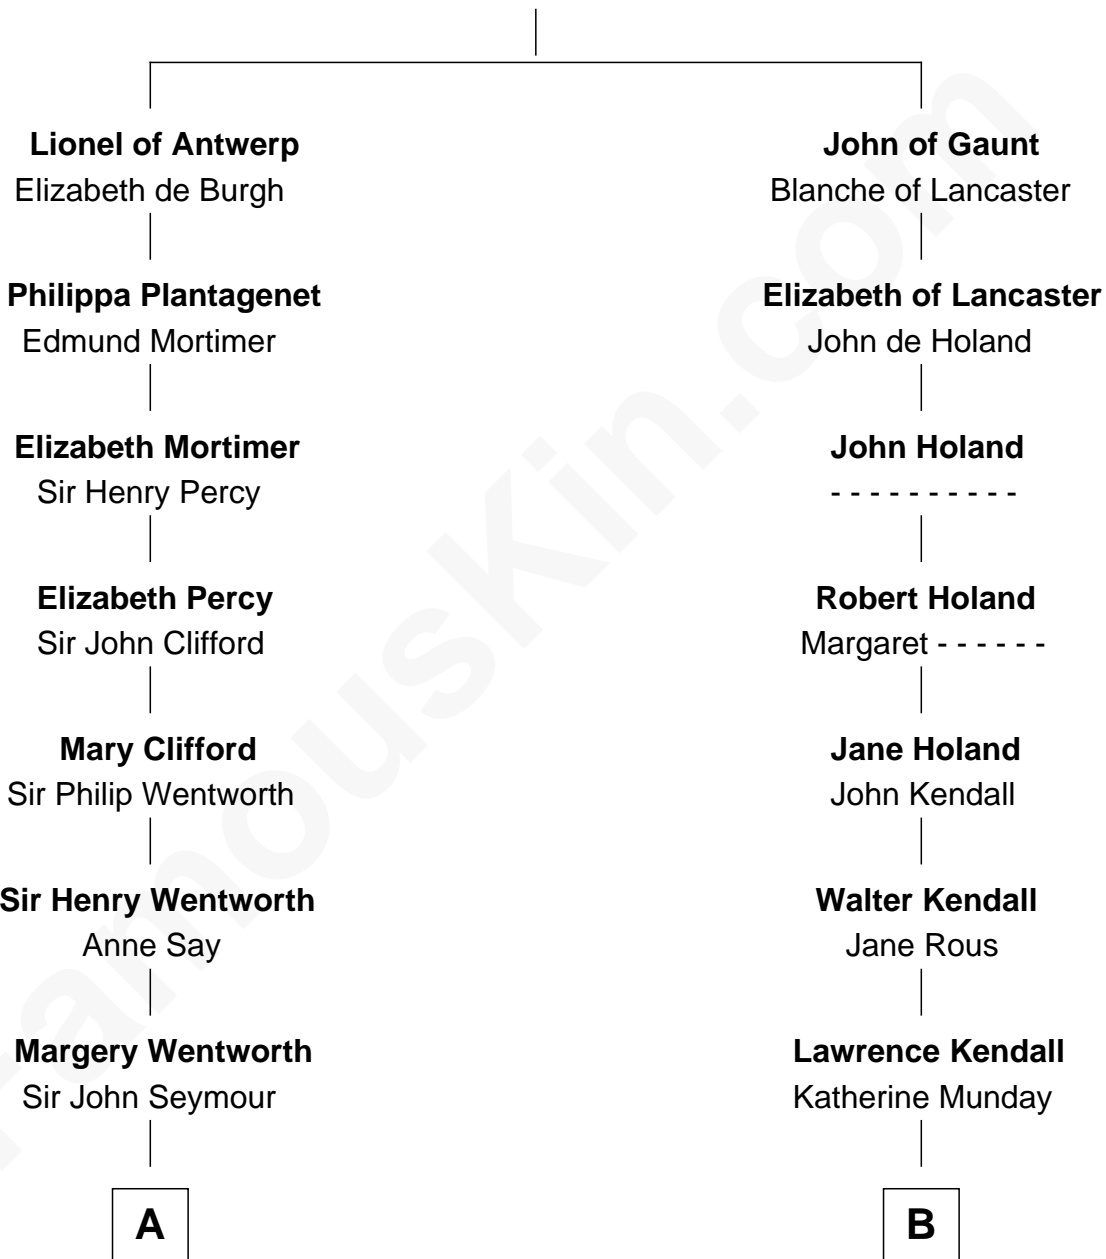 Lionel of Antwerp
Elizabeth de Burgh
Philippa Plantagenet
Edmund Mortimer
Elizabeth Mortimer
Sir Henry Percy
Elizabeth Percy
Sir John Clifford
Mary Clifford
Sir Philip Wentworth
Sir Henry Wentworth
Anne Say
Margery Wentworth
Sir John Seymour
A
John of Gaunt
Blanche of Lancaster
Elizabeth of Lancaster
John de Holand
John Holand
- - - - - - - - - -
Robert Holand
Margaret - - - - - -
Jane Holand
John Kendall
Walter Kendall
Jane Rous
Lawrence Kendall
Katherine Munday
B
FamousKin.com